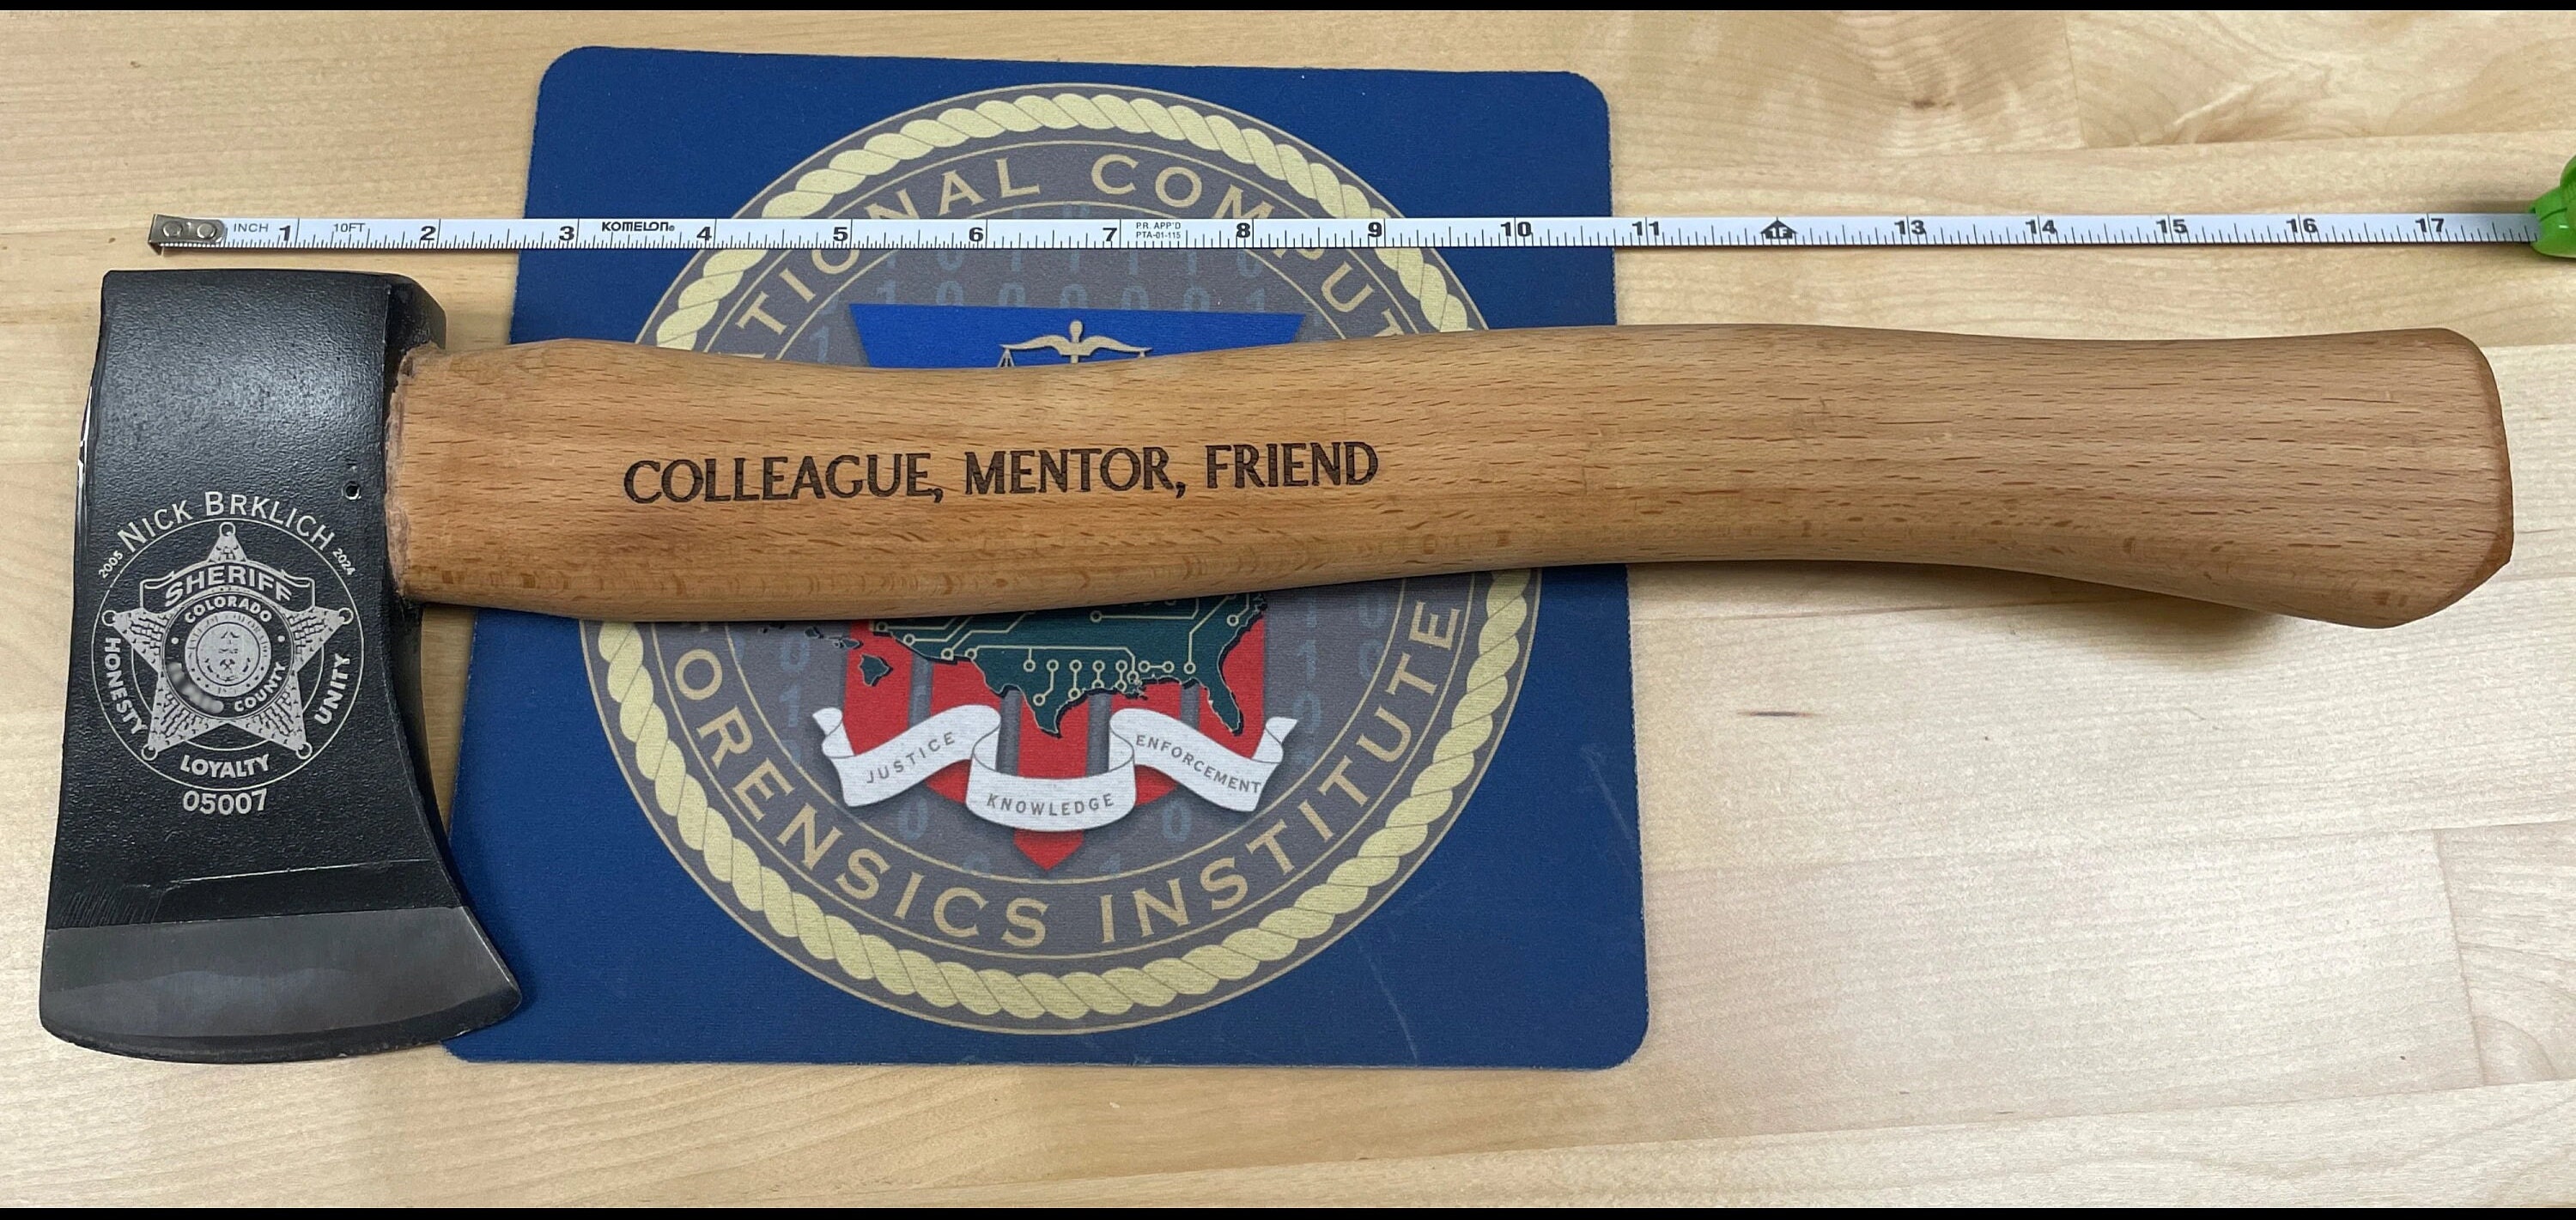 INCH 1 10FT 2 3 KOMELON® 4 5 6 7 PR. APP'D 8 9 10 11 13 14 15 16 17
PTA-01-115
TIONAL COMPUT
COLLEAGUE, MENTOR, FRIEND
NICK BRKLICH
2005 2024
SHERIFF
COLORADO
COUNTY
HONESTY
UNITY
LOYALTY
05007
JUSTICE
KNOWLEDGE
ENFORCEMENT
FORENSICS INSTITUTE